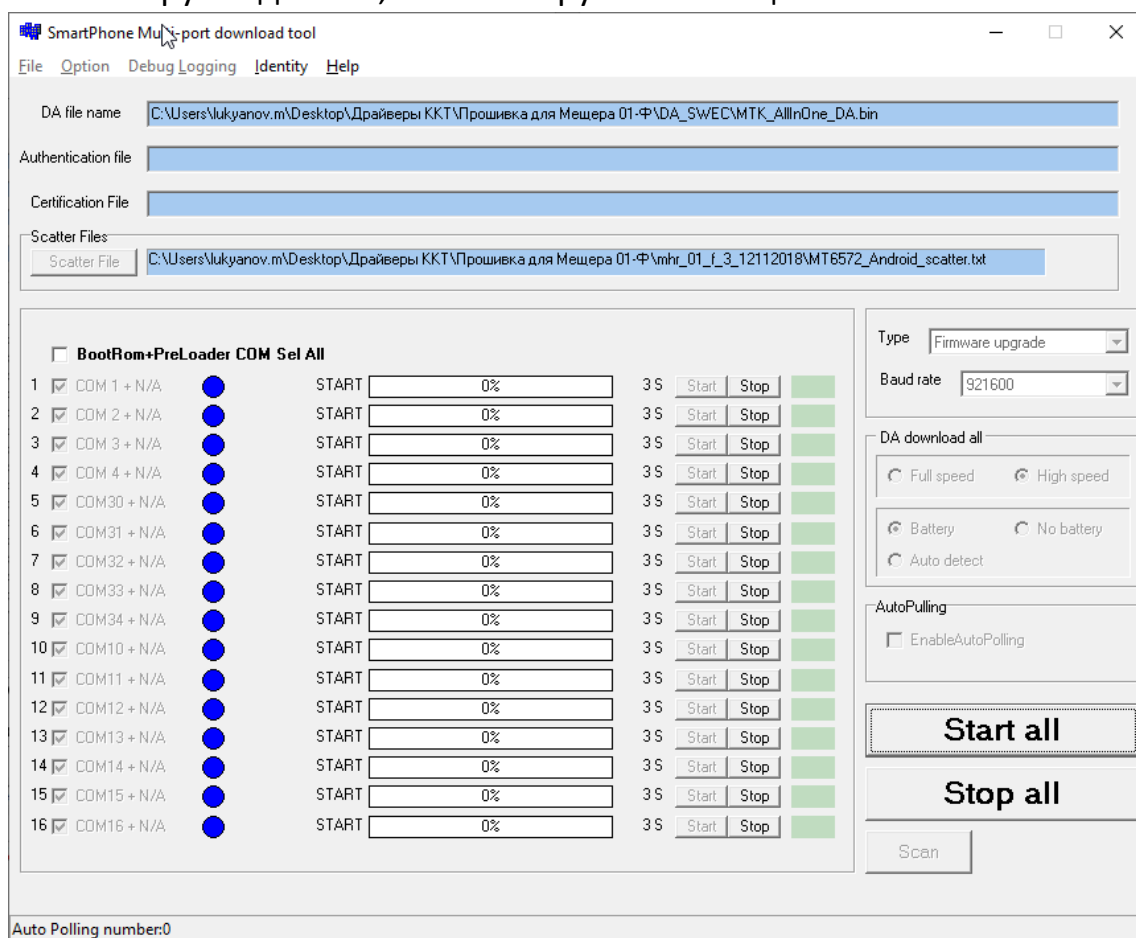 SmartPhone Multi-port download tool
File Option Debug Logging Identity Help
DA file name C:\Users\lukyanov.m\Desktop\Драйверы ККТ\Прошивка для Мещера 01-Ф\DA_SWEC\MTK_AllInOne_DA.bin
Authentication file
Certification File
Scatter Files
Scatter File C:\Users\lukyanov.m\Desktop\Драйверы ККТ\Прошивка для Мещера 01-Ф\mhr_01_f_3_12112018\MT6572_Android_scatter.txt
BootRom+PreLoader COM Sel All
1 COM 1 + N/A START 0% 3 S Start Stop
2 COM 2 + N/A START 0% 3 S Start Stop
3 COM 3 + N/A START 0% 3 S Start Stop
4 COM 4 + N/A START 0% 3 S Start Stop
5 COM30 + N/A START 0% 3 S Start Stop
6 COM31 + N/A START 0% 3 S Start Stop
7 COM32 + N/A START 0% 3 S Start Stop
8 COM33 + N/A START 0% 3 S Start Stop
9 COM34 + N/A START 0% 3 S Start Stop
10 COM10 + N/A START 0% 3 S Start Stop
11 COM11 + N/A START 0% 3 S Start Stop
12 COM12 + N/A START 0% 3 S Start Stop
13 COM13 + N/A START 0% 3 S Start Stop
14 COM14 + N/A START 0% 3 S Start Stop
15 COM15 + N/A START 0% 3 S Start Stop
16 COM16 + N/A START 0% 3 S Start Stop
Type Firmware upgrade
Baud rate 921600
DA download all
Full speed High speed
Battery No battery
Auto detect
AutoPulling
EnableAutoPolling
Start all
Stop all
Scan
Auto Polling number:0